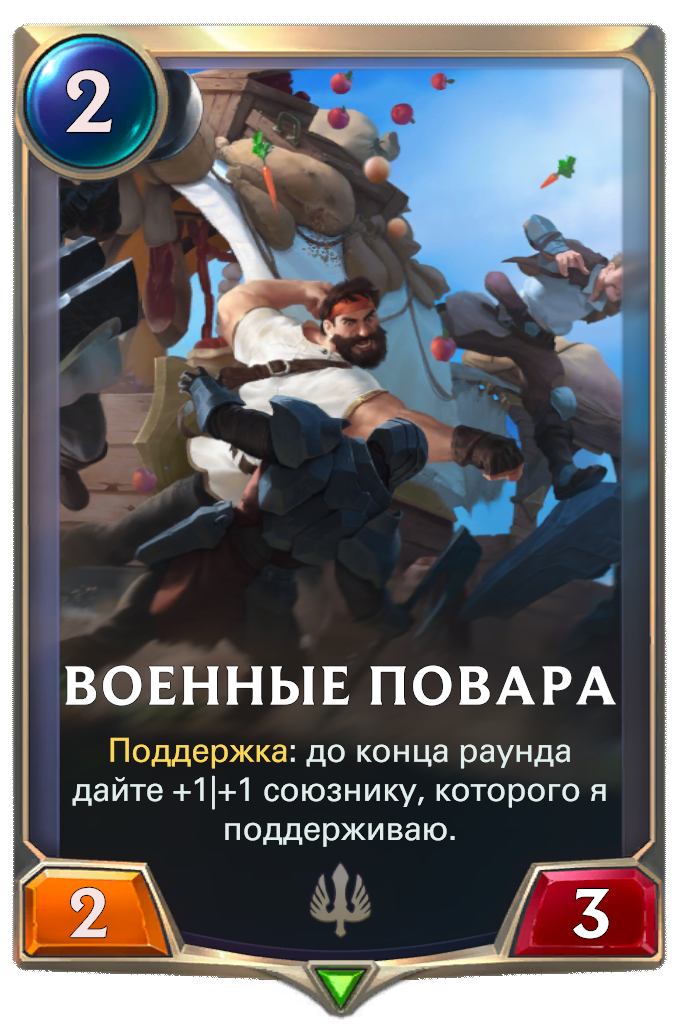 2
ВОЕННЫЕ ПОВАРА
Поддержка: до конца раунда
дайте +1|+1 союзнику, которого я
поддерживаю.
2
3